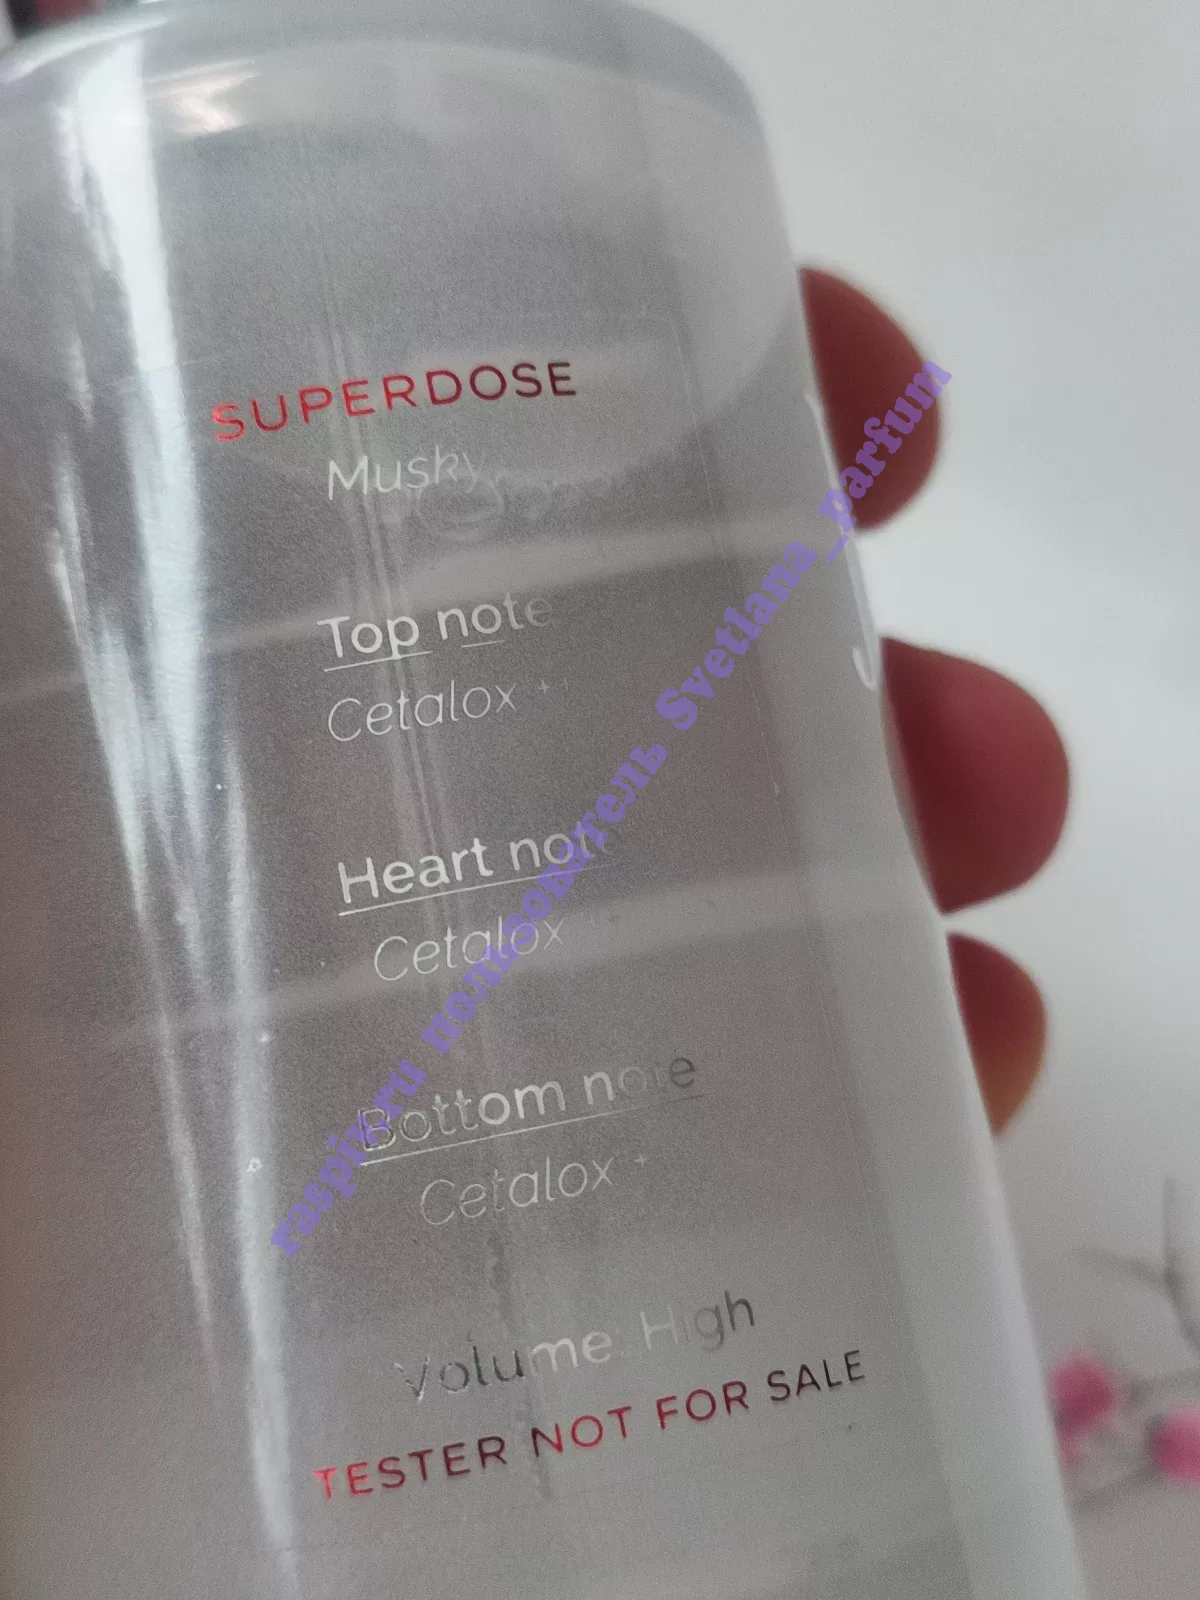 SUPERDOSE
Musky
Top note
Cetalox ++
Heart note
Cetalox ++
Bottom note
Cetalox +
Volume: High
TESTER NOT FOR SALE
raspiv.ru пользователь Svetlana_parfum